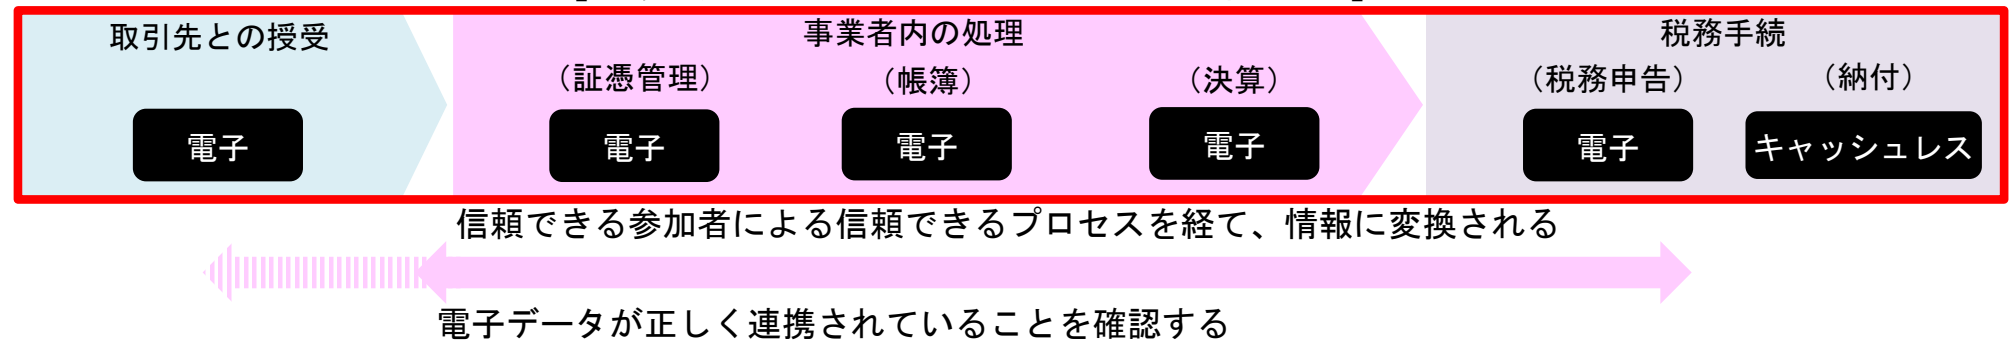 取引先との授受
事業者内の処理
税務手続
（証憑管理）
（帳簿）
（決算）
（税務申告）
（納付）
電子
電子
電子
電子
電子
キャッシュレス
信頼できる参加者による信頼できるプロセスを経て、情報に変換される
電子データが正しく連携されていることを確認する